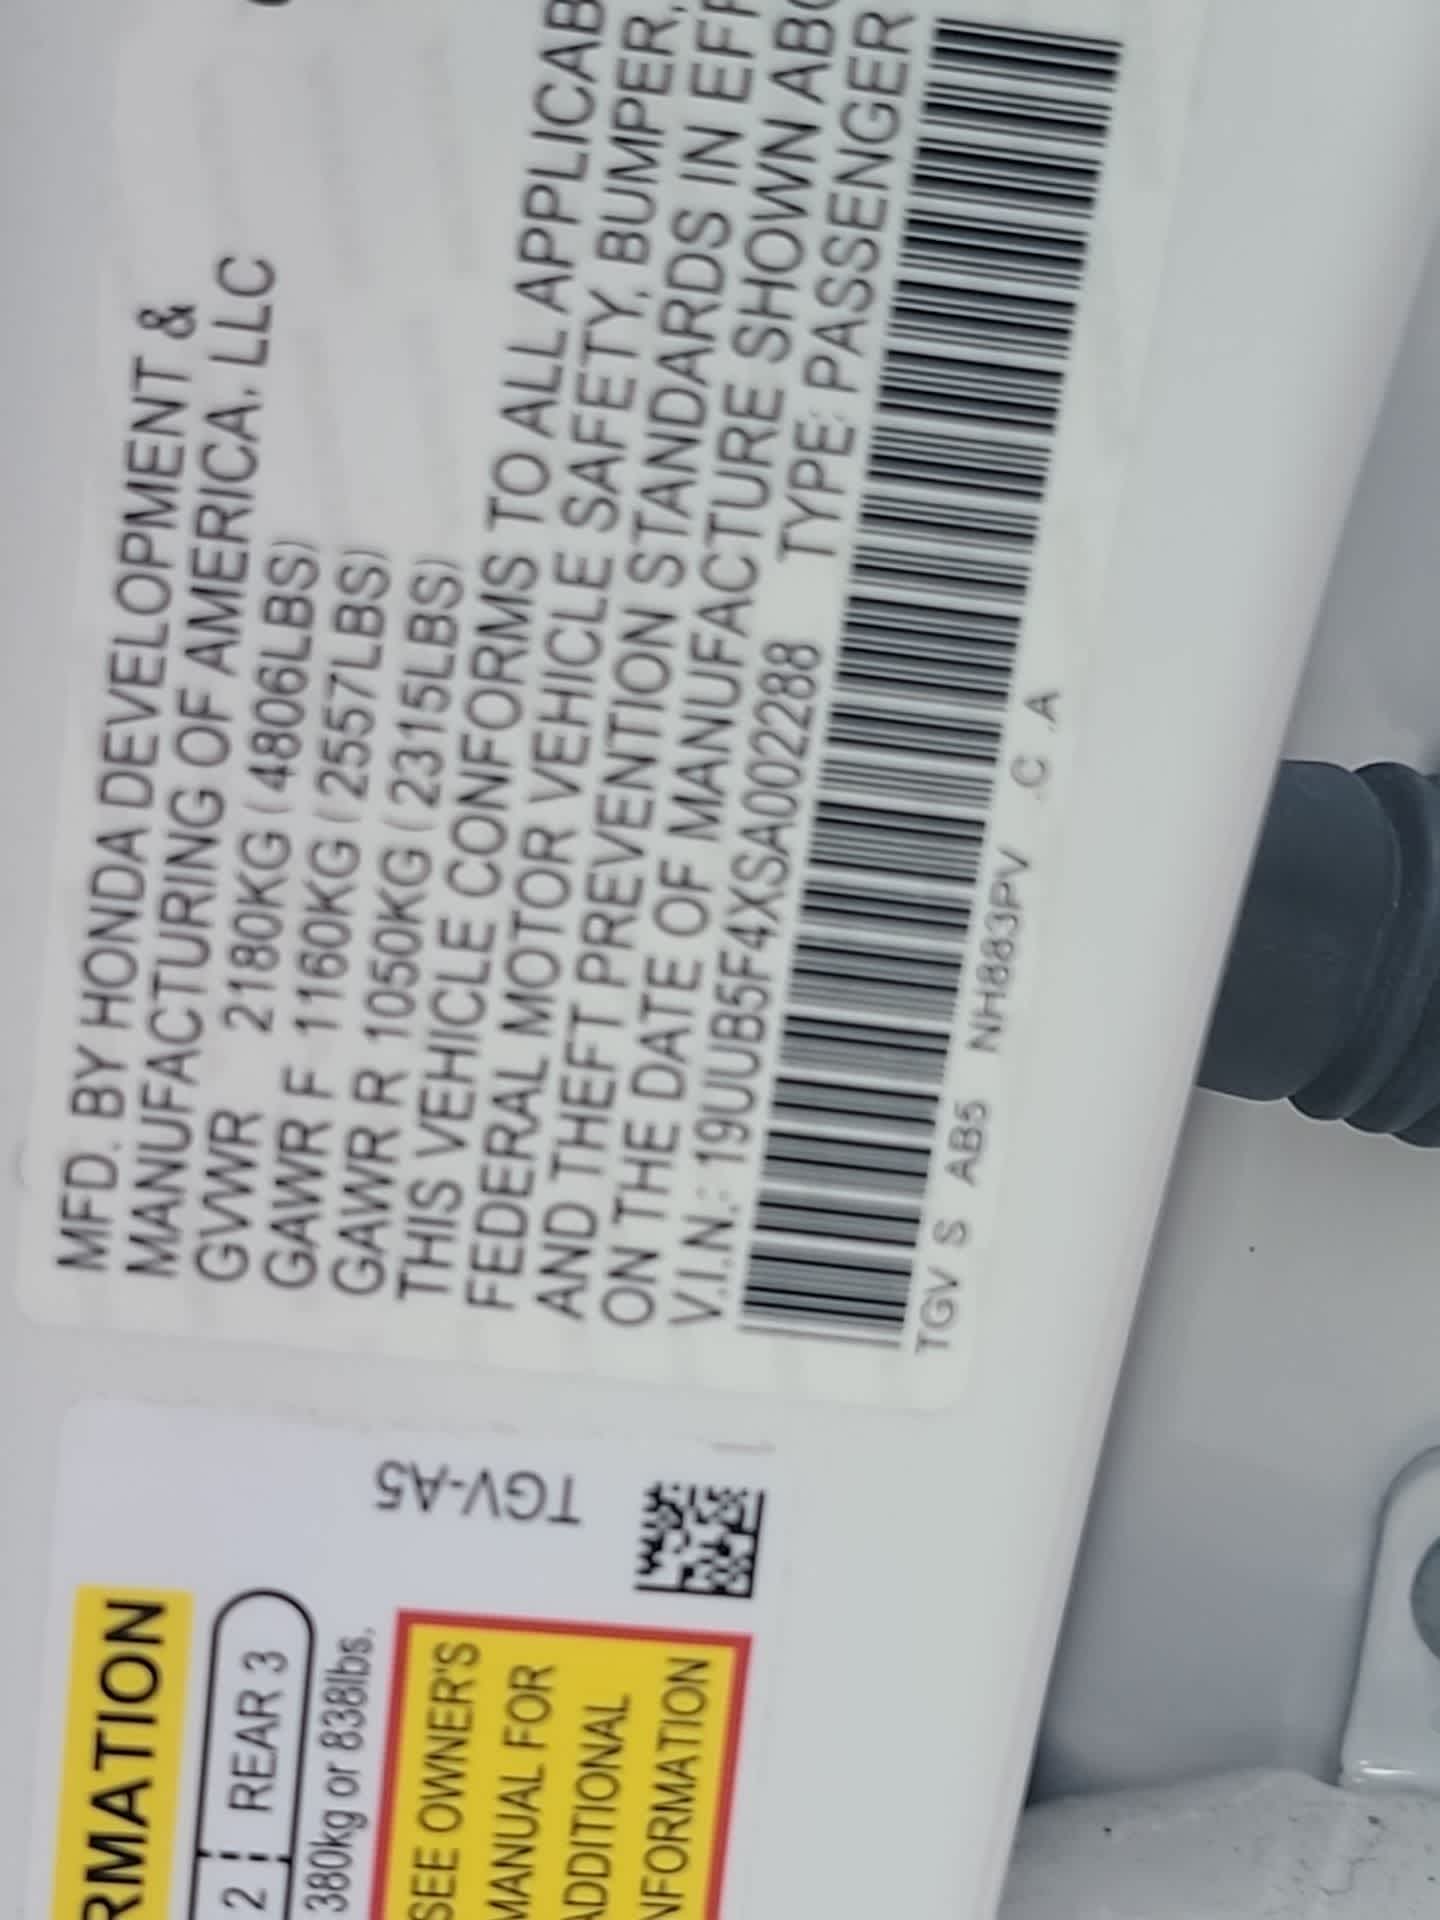 MFD. BY HONDA DEVELOPMENT &
MANUFACTURING OF AMERICA, LLC
GVWR 2180KG (4806LBS)
GAWR F 1160KG (2557LBS)
GAWR R 1050KG (2315LBS)
THIS VEHICLE CONFORMS TO ALL APPLICAB
FEDERAL MOTOR VEHICLE SAFETY, BUMPER,
AND THEFT PREVENTION STANDARDS IN EFF
ON THE DATE OF MANUFACTURE SHOWN ABO
V.I.N.: 19UUB5F4XSA002288 TYPE: PASSENGER
TGV S AB5 NH883PV C A
TGV-A5
RMATION
2 REAR 3
380kg or 838lbs.
SEE OWNER'S
MANUAL FOR
ADDITIONAL
NFORMATION